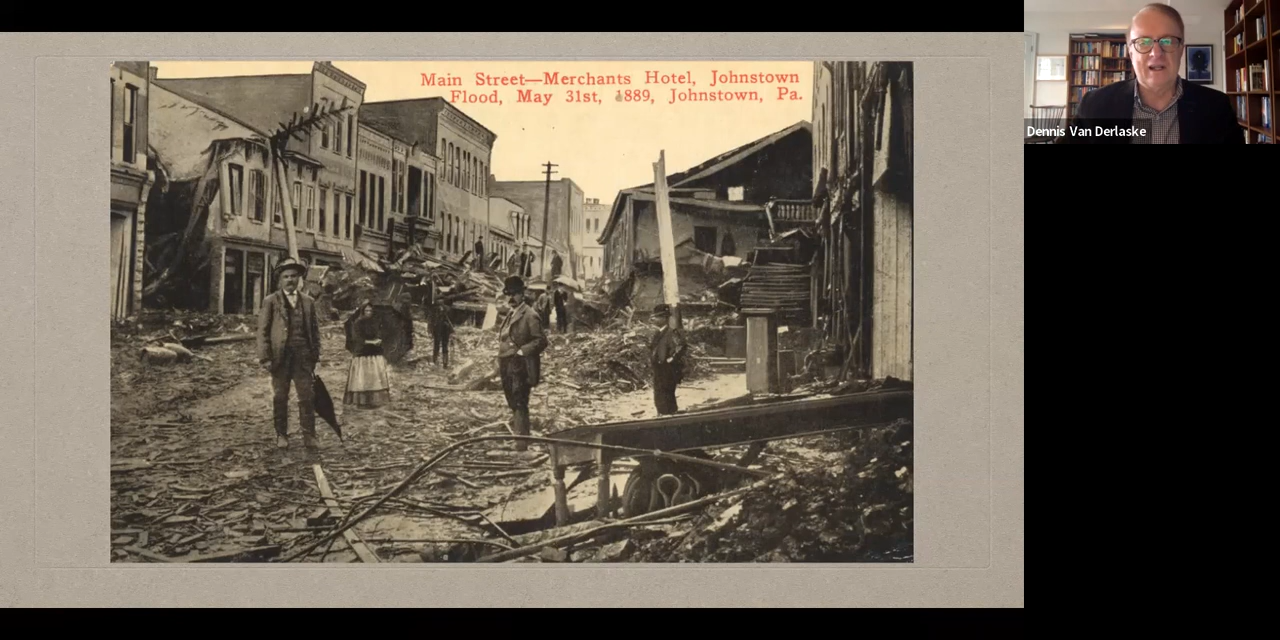 Main Street—Merchants Hotel, Johnstown
Flood, May 31st, 1889, Johnstown, Pa.
Dennis Van Derlaske